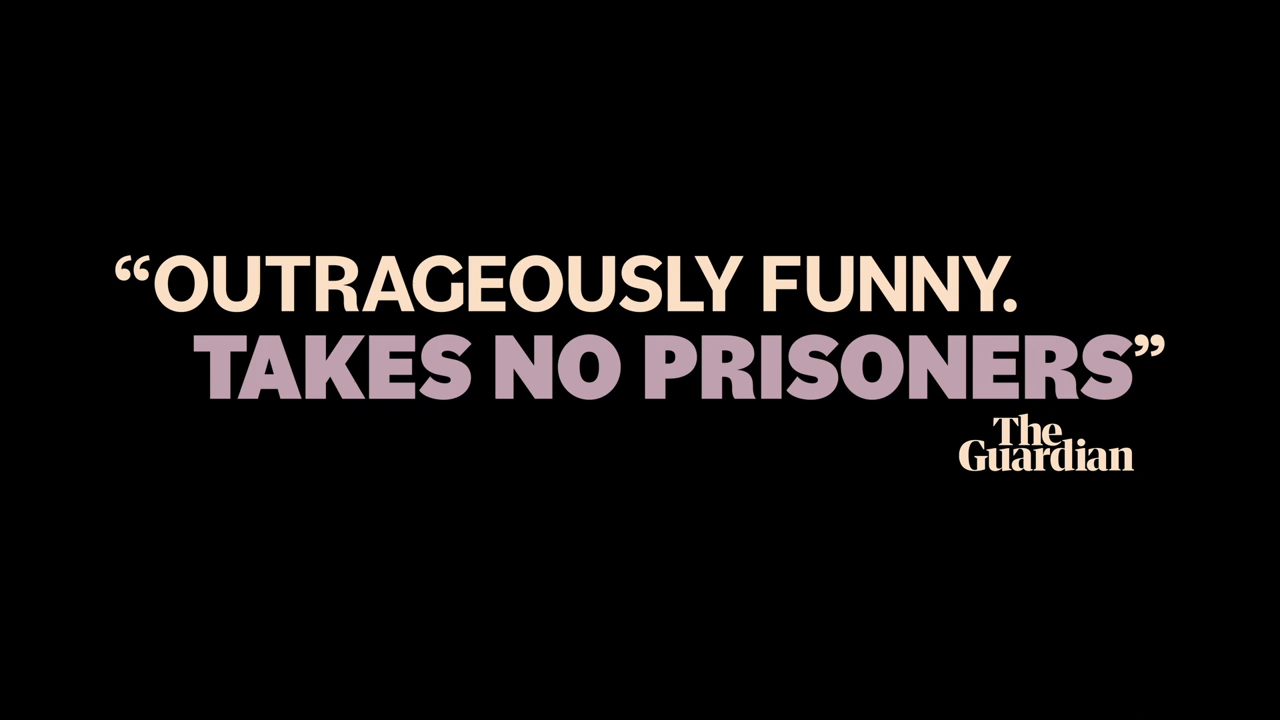 “OUTRAGEOUSLY FUNNY.
TAKES NO PRISONERS”
The
Guardian